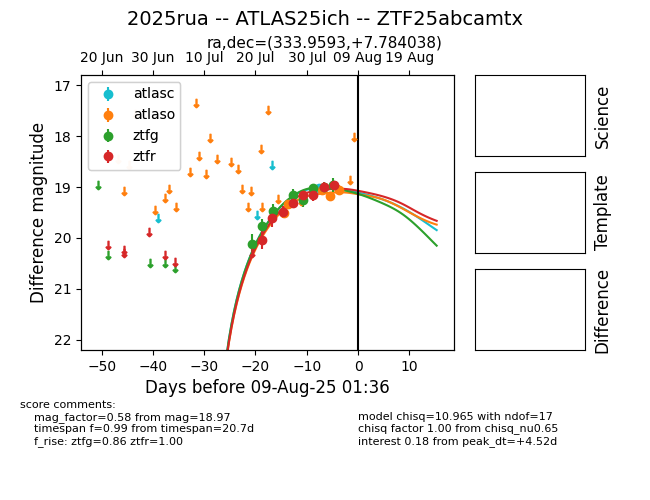 2025rua -- ATLAS25ich -- ZTF25abcamtx
ra,dec=(333.9593,+7.784038)
20 Jun 30 Jun 10 Jul 20 Jul 30 Jul 09 Aug 19 Aug
atlasc
atlaso
ztfg
ztfr
17
18
19
20
21
22
Difference magnitude
−50 −40 −30 −20 −10 0 10
Days before 09-Aug-25 01:36
Science
Template
Difference
score comments:
mag_factor=0.58 from mag=18.97
timespan f=0.99 from timespan=20.7d
f_rise: ztfg=0.86 ztfr=1.00
model chisq=10.965 with ndof=17
chisq factor 1.00 from chisq_nu0.65
interest 0.18 from peak_dt=+4.52d